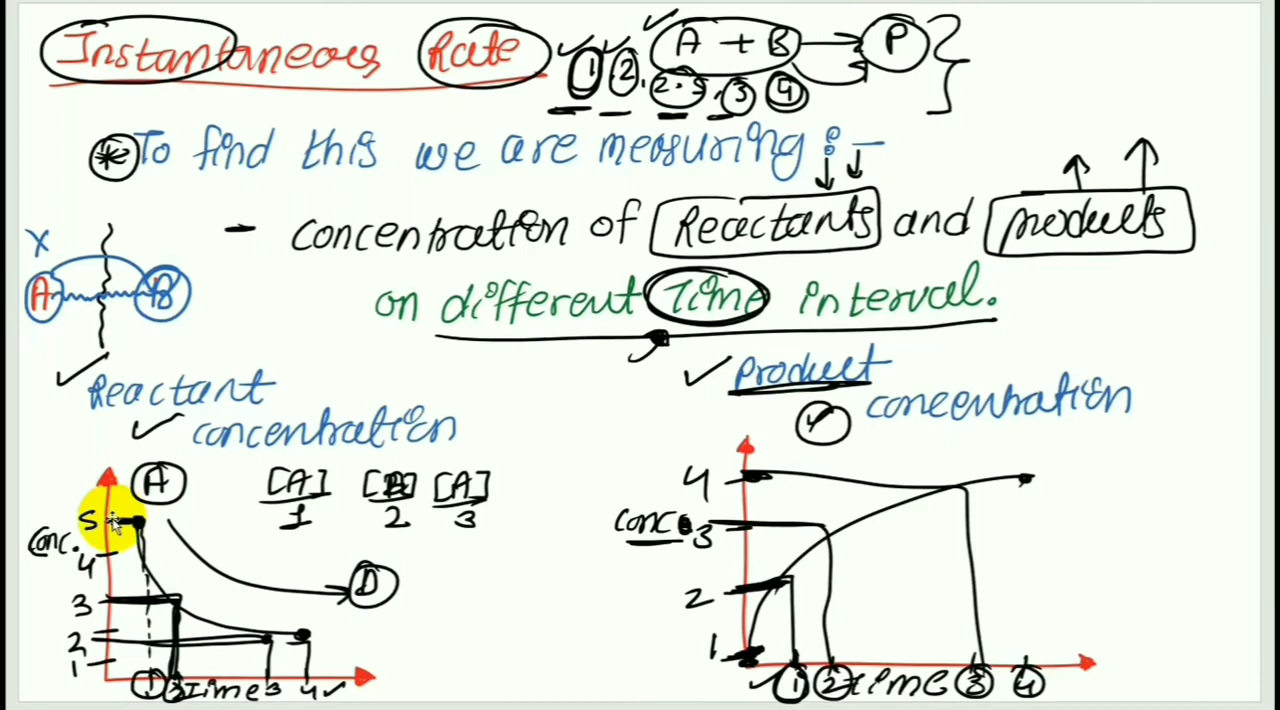 Instantaneous Rate
A + B → P
1, 2, 2.5, 3, 4
* To find this we are measuring :-
- concentration of Reactants and products
on different Time interval.
X
A B
Reactant
concentration
A
[A]/1 [A]/3
5
Conc.
4
3
2
1
1 2 Time 3 4
product
concentration
4
conc.
3
2
1
1 2 time 3 4